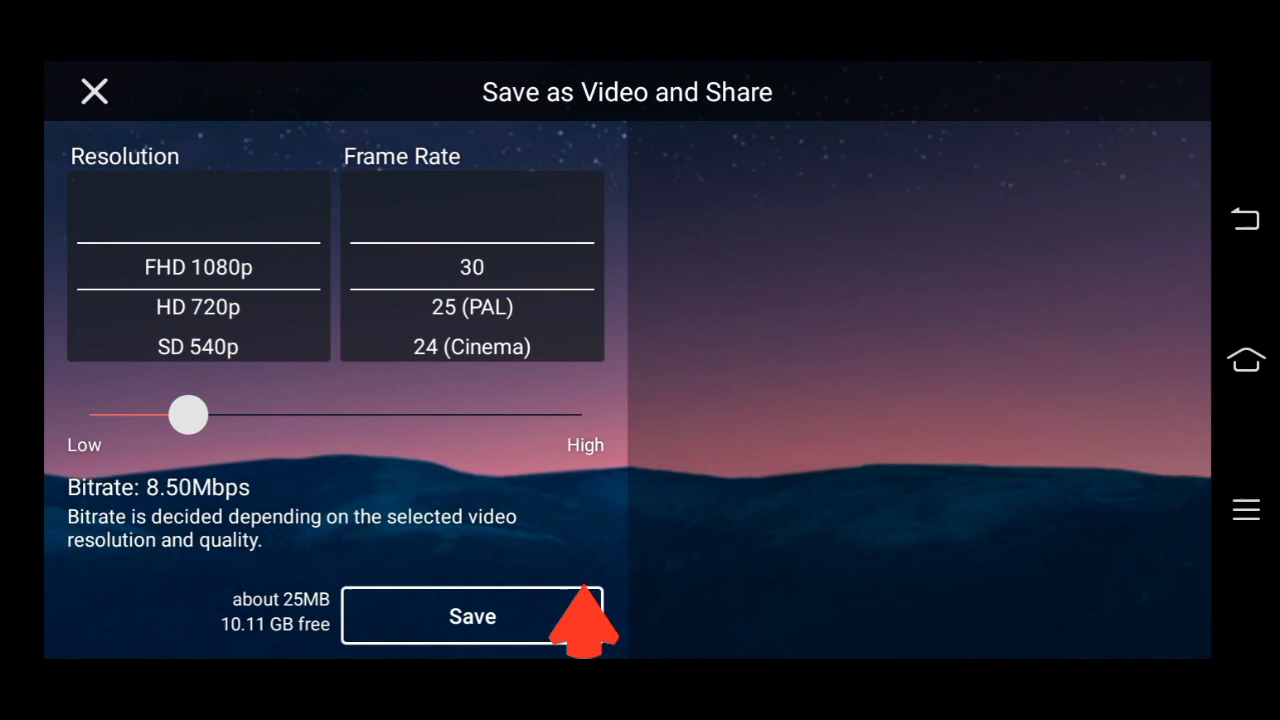 Save as Video and Share
Resolution
Frame Rate
FHD 1080p
HD 720p
SD 540p
30
25 (PAL)
24 (Cinema)
Low
High
Bitrate: 8.50Mbps
Bitrate is decided depending on the selected video
resolution and quality.
about 25MB
10.11 GB free
Save